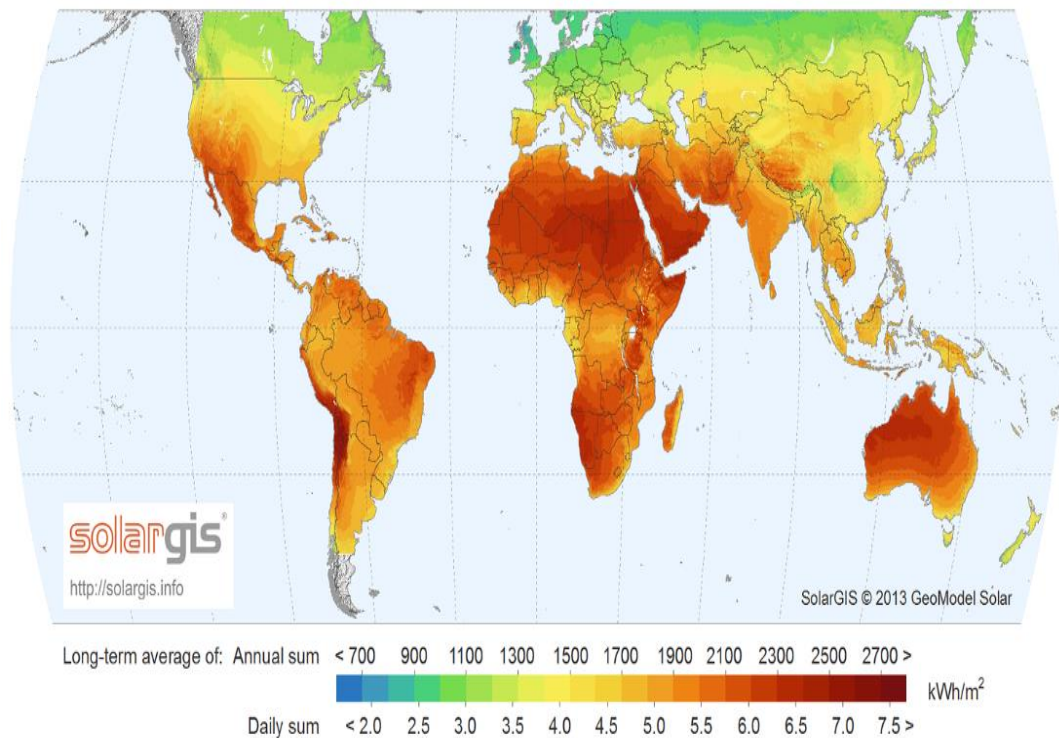 solargis®
http://solargis.info
SolarGIS © 2013 GeoModel Solar
Long-term average of: Annual sum < 700 900 1100 1300 1500 1700 1900 2100 2300 2500 2700 >
kWh/m²
Daily sum < 2.0 2.5 3.0 3.5 4.0 4.5 5.0 5.5 6.0 6.5 7.0 7.5 >